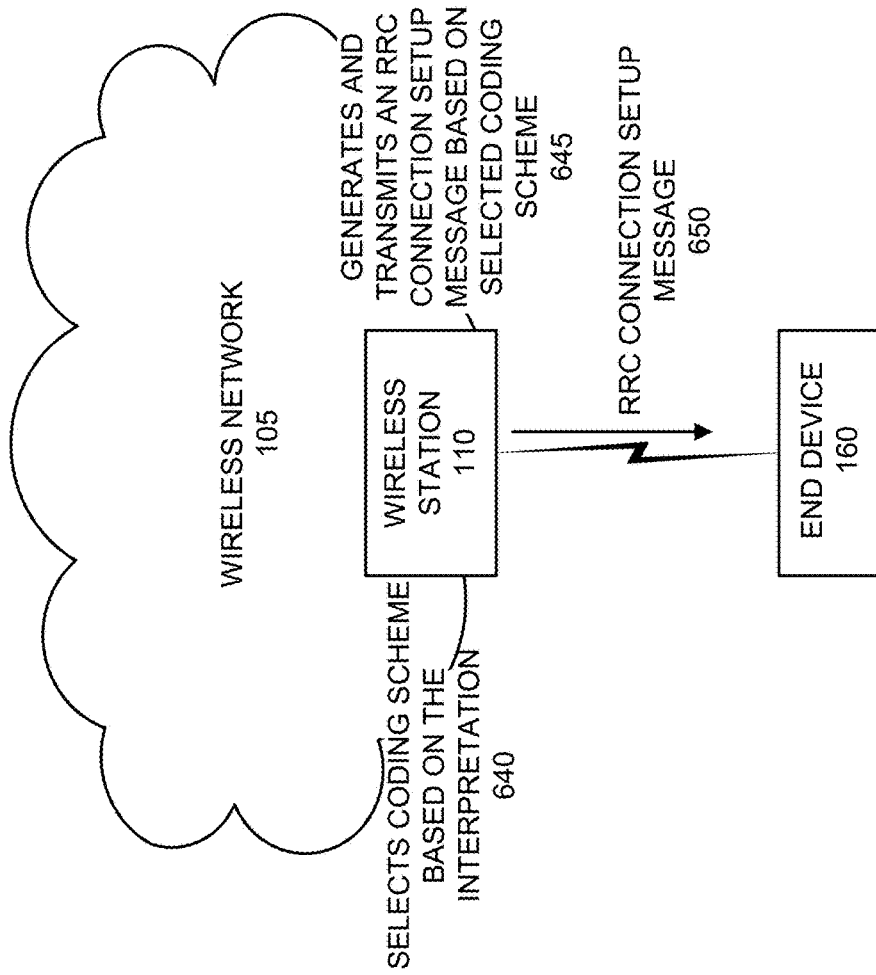 WIRELESS NETWORK
105
SELECTS CODING SCHEME
BASED ON THE
INTERPRETATION
640
WIRELESS
STATION
110
GENERATES AND
TRANSMITS AN RRC
CONNECTION SETUP
MESSAGE BASED ON
SELECTED CODING
SCHEME
645
RRC CONNECTION SETUP
MESSAGE
650
END DEVICE
160